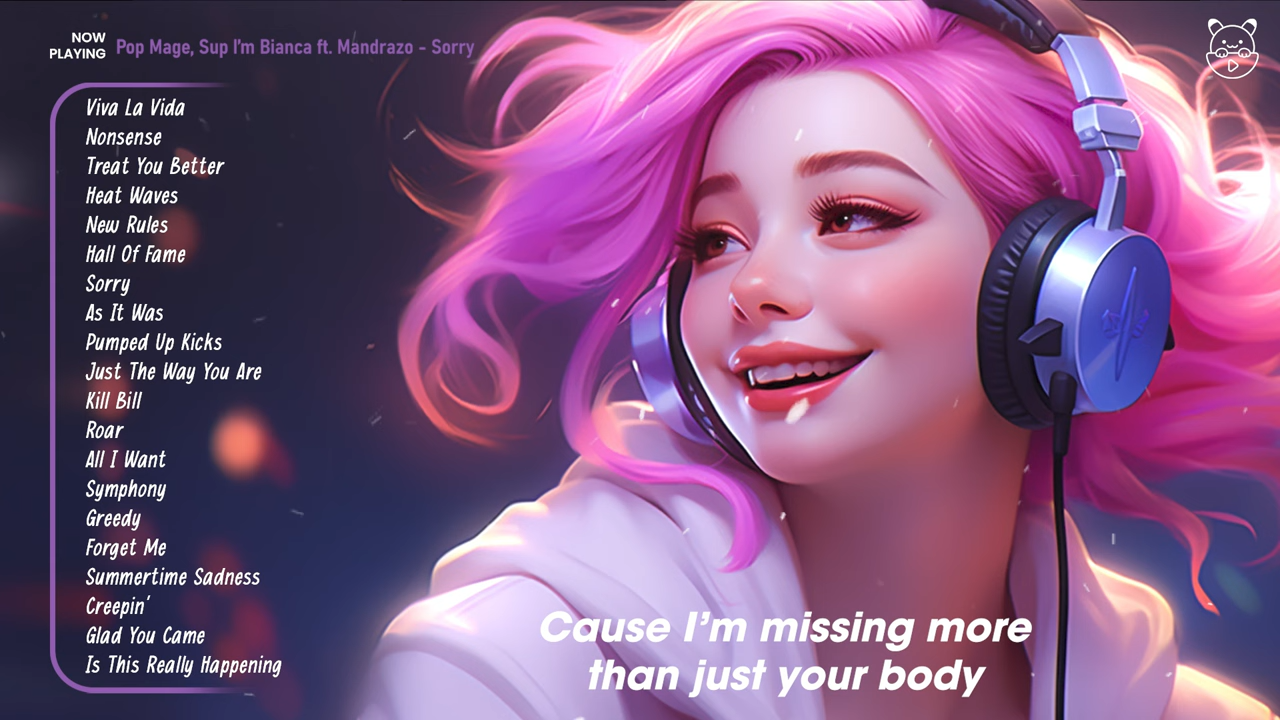 NOW
PLAYING
Pop Mage, Sup I'm Bianca ft. Mandrazo - Sorry
Viva La Vida
Nonsense
Treat You Better
Heat Waves
New Rules
Hall Of Fame
Sorry
As It Was
Pumped Up Kicks
Just The Way You Are
Kill Bill
Roar
All I Want
Symphony
Greedy
Forget Me
Summertime Sadness
Creepin'
Glad You Came
Is This Really Happening
Cause I'm missing more
than just your body